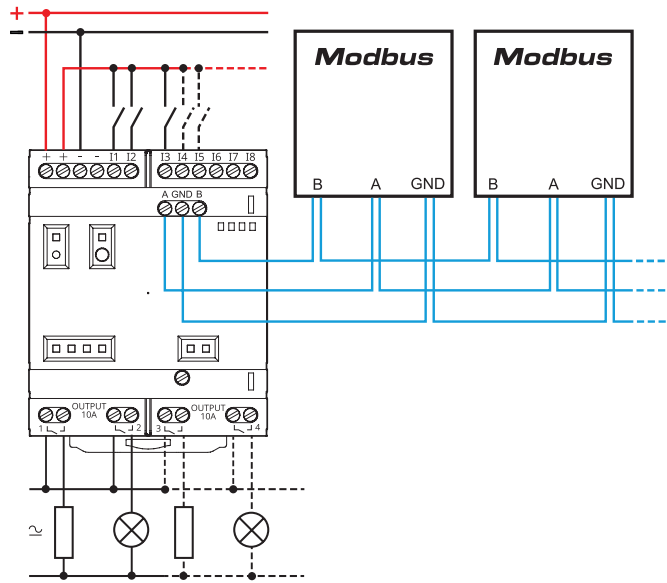 +
−
Modbus Modbus
+ + - - I1 I2 I3 I4 I5 I6 I7 I8
B A GND B A GND
A GND B
OUTPUT 10A OUTPUT 10A
1 2 3 4
~